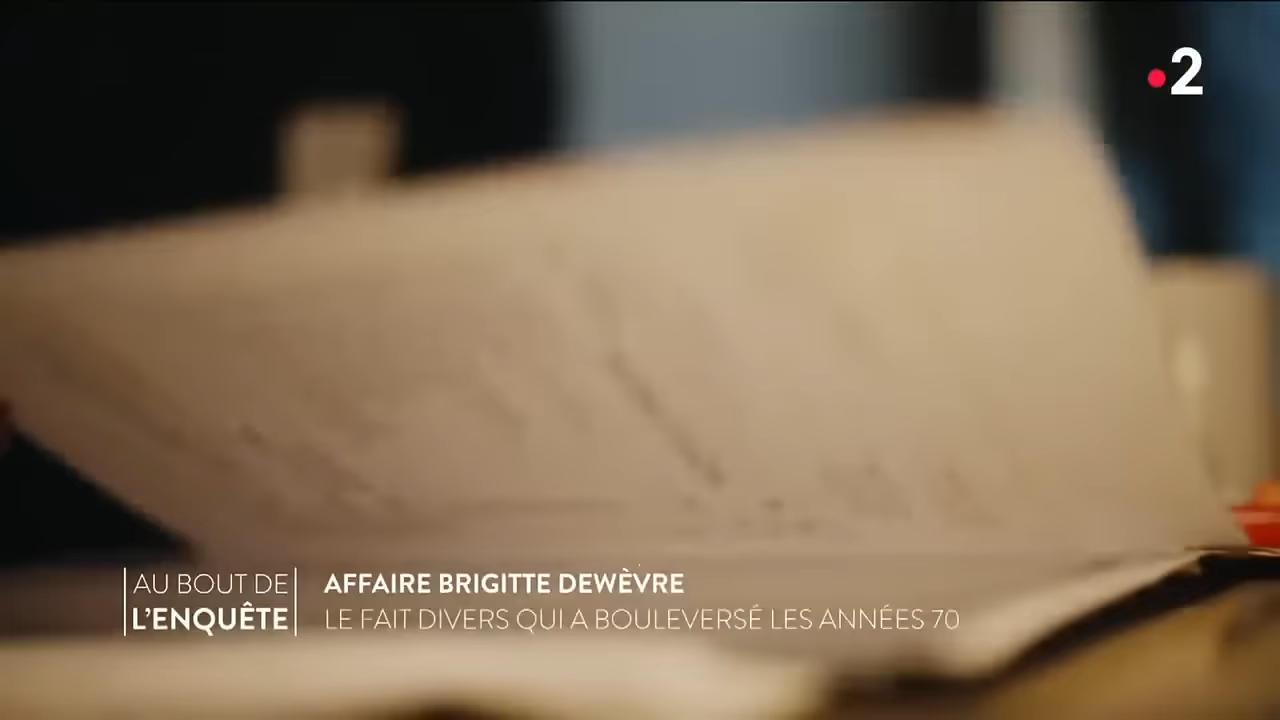 2
AU BOUT DE
L'ENQUÊTE
AFFAIRE BRIGITTE DEWÈVRE
LE FAIT DIVERS QUI A BOULEVERSÉ LES ANNÉES 70